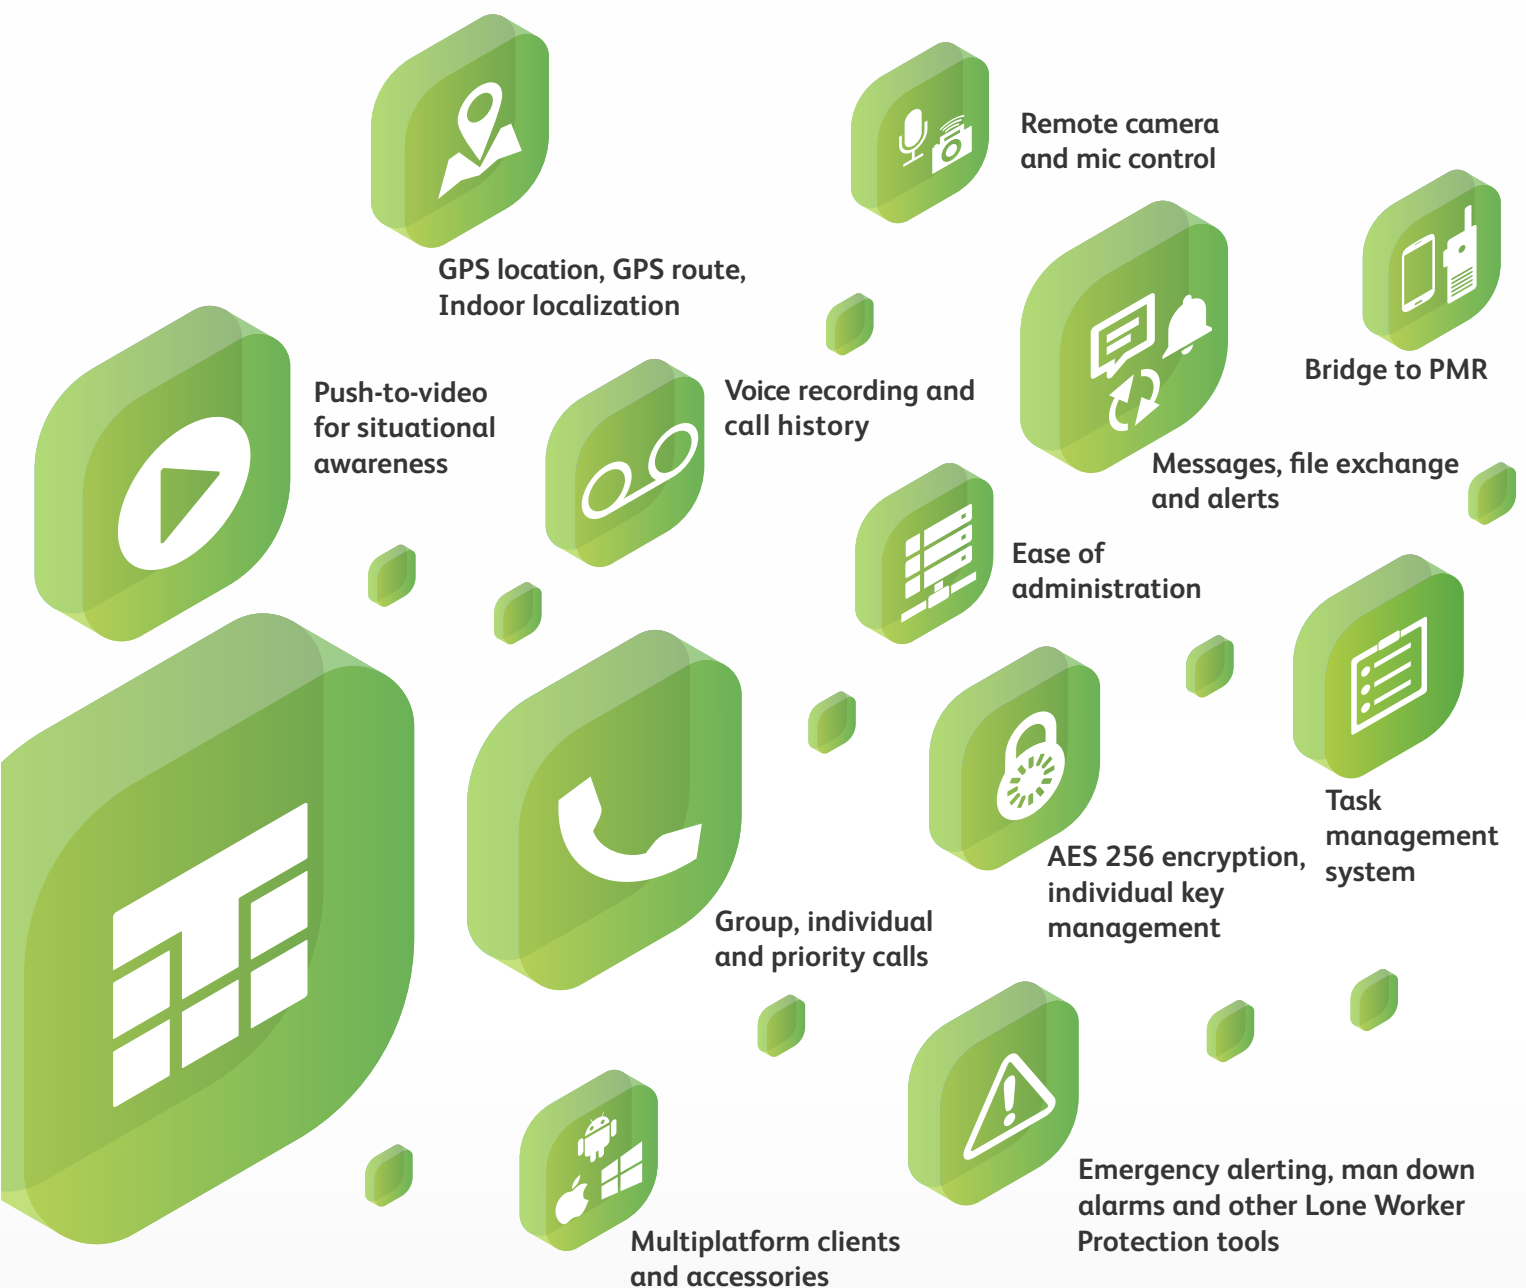 Remote camera
and mic control
GPS location, GPS route,
Indoor localization
Bridge to PMR
Push-to-video
for situational
awareness
Voice recording and
call history
Messages, file exchange
and alerts
Ease of
administration
Task
management
system
AES 256 encryption,
individual key
management
Group, individual
and priority calls
Emergency alerting, man down
alarms and other Lone Worker
Protection tools
Multiplatform clients
and accessories